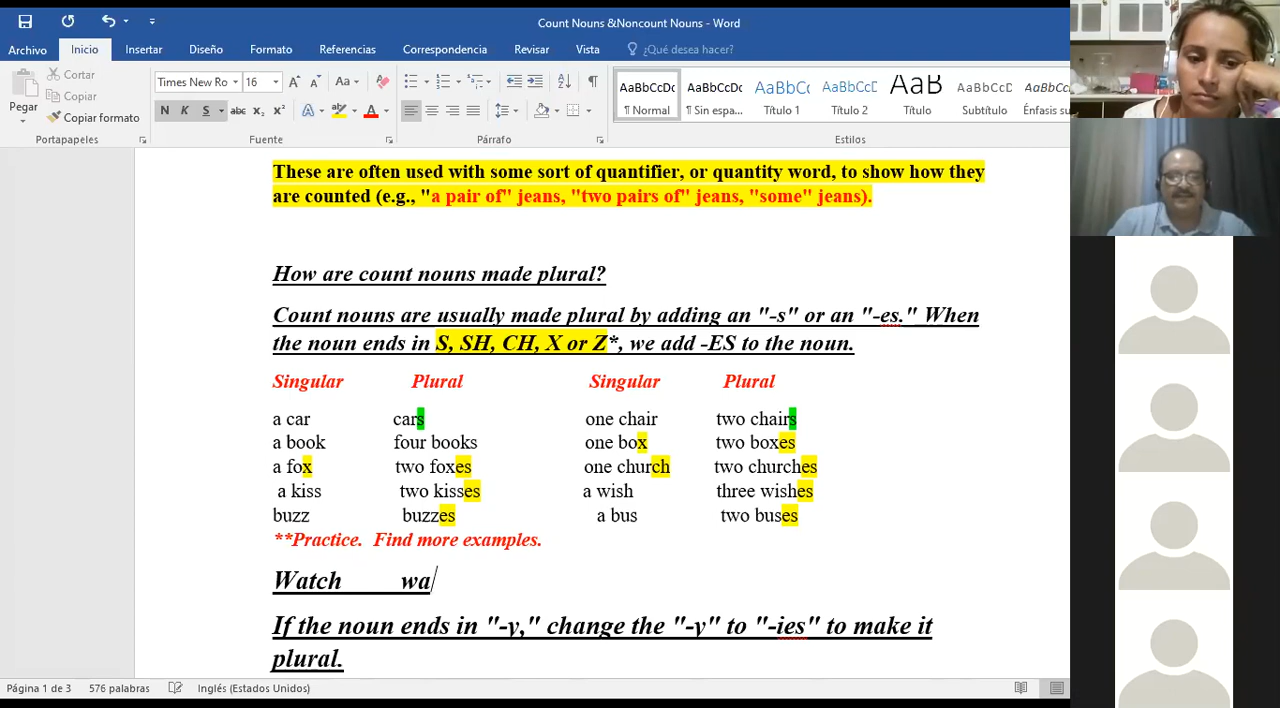 Count Nouns &Noncount Nouns - Word
Archivo Inicio Insertar Diseño Formato Referencias Correspondencia Revisar Vista ¿Qué desea hacer?
Pegar
Cortar
Copiar
Copiar formato
Times New Ro 16 Aa
N K S abc x₂ x² A aby A
AaBbCcDc AaBbCcDc AaBbCc AaBbCcD AaB AaBbCcD AaBbCcDc
¶ Normal ¶ Sin espa... Título 1 Título 2 Título Subtítulo Énfasis su
Portapapeles Fuente Párrafo Estilos
These are often used with some sort of quantifier, or quantity word, to show how they
are counted (e.g., "a pair of" jeans, "two pairs of" jeans, "some" jeans).
How are count nouns made plural?
Count nouns are usually made plural by adding an "-s" or an "-es." When
the noun ends in S, SH, CH, X or Z*, we add -ES to the noun.
Singular Plural Singular Plural
a car cars one chair two chairs
a book four books one box two boxes
a fox two foxes one church two churches
a kiss two kisses a wish three wishes
buzz buzzes a bus two buses
**Practice. Find more examples.
Watch wa
If the noun ends in "-y," change the "-y" to "-ies" to make it
plural.
Página 1 de 3 576 palabras Inglés (Estados Unidos)